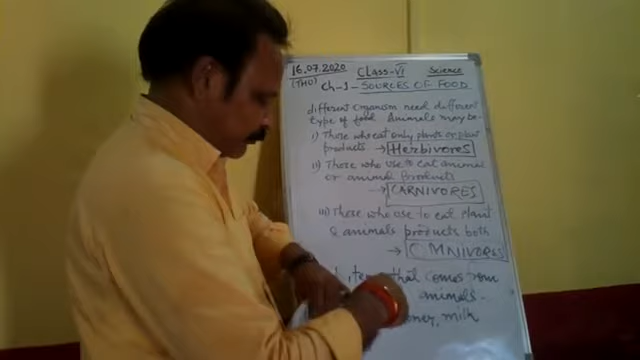 16.07.2020 Class-VI Science
(THU) Ch-1- SOURCES OF FOOD
different organism need different
type of food Animals may be-
i) Those who eat only plants or plant
products → Herbivores
ii) Those who use to eat animal
or animal products
→ CARNIVORES
iii) Those who use to eat plant
& animals products both
→ OMNIVORES
that comes from
animals-
milk